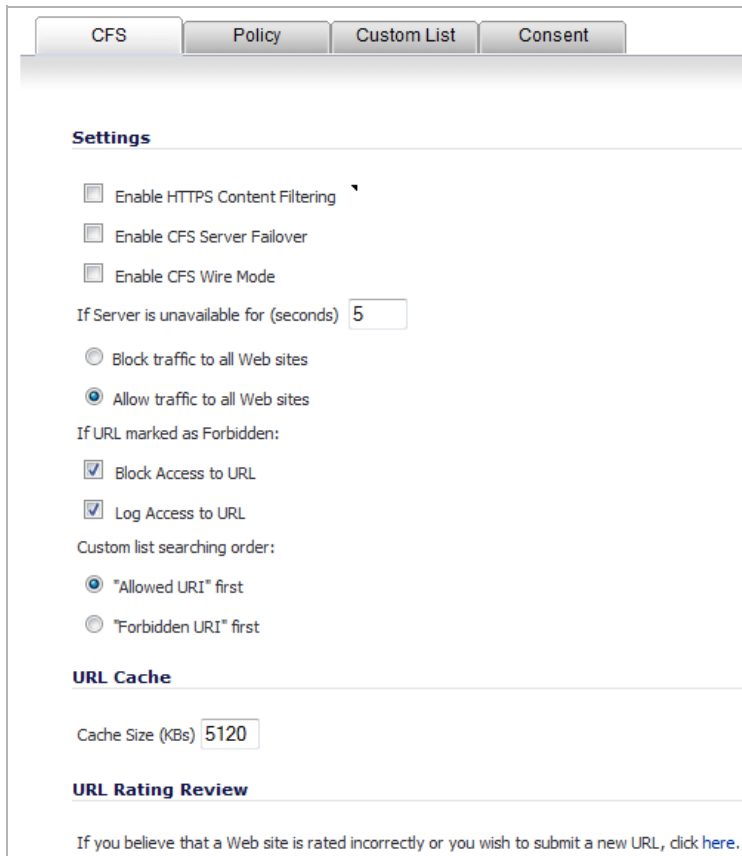 CFS Policy Custom List Consent
Settings
Enable HTTPS Content Filtering
Enable CFS Server Failover
Enable CFS Wire Mode
If Server is unavailable for (seconds) 5
Block traffic to all Web sites
Allow traffic to all Web sites
If URL marked as Forbidden:
Block Access to URL
Log Access to URL
Custom list searching order:
"Allowed URI" first
"Forbidden URI" first
URL Cache
Cache Size (KBs) 5120
URL Rating Review
If you believe that a Web site is rated incorrectly or you wish to submit a new URL, click here.